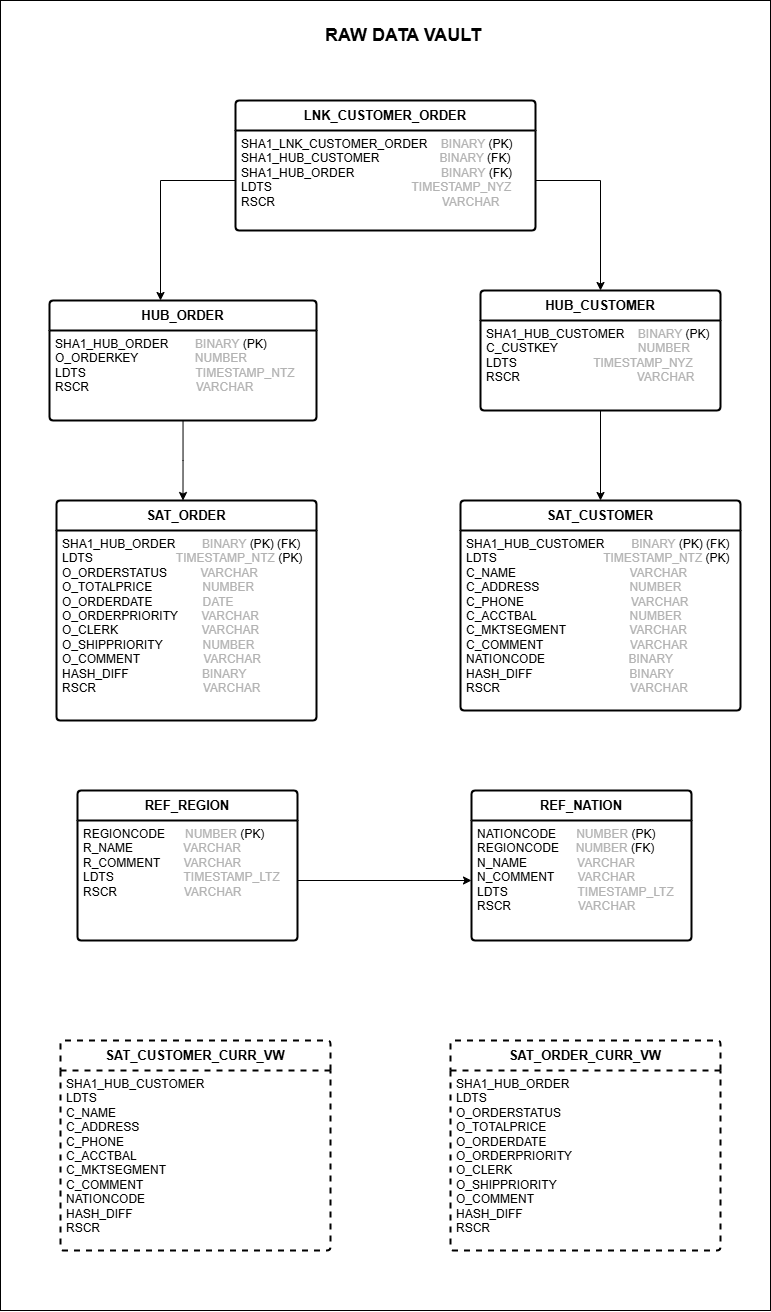 RAW DATA VAULT
LNK_CUSTOMER_ORDER
SHA1_LNK_CUSTOMER_ORDER BINARY (PK)
SHA1_HUB_CUSTOMER BINARY (FK)
SHA1_HUB_ORDER BINARY (FK)
LDTS TIMESTAMP_NYZ
RSCR VARCHAR
HUB_ORDER
SHA1_HUB_ORDER BINARY (PK)
O_ORDERKEY NUMBER
LDTS TIMESTAMP_NTZ
RSCR VARCHAR
HUB_CUSTOMER
SHA1_HUB_CUSTOMER BINARY (PK)
C_CUSTKEY NUMBER
LDTS TIMESTAMP_NYZ
RSCR VARCHAR
SAT_ORDER
SHA1_HUB_ORDER BINARY (PK) (FK)
LDTS TIMESTAMP_NTZ (PK)
O_ORDERSTATUS VARCHAR
O_TOTALPRICE NUMBER
O_ORDERDATE DATE
O_ORDERPRIORITY VARCHAR
O_CLERK VARCHAR
O_SHIPPRIORITY NUMBER
O_COMMENT VARCHAR
HASH_DIFF BINARY
RSCR VARCHAR
SAT_CUSTOMER
SHA1_HUB_CUSTOMER BINARY (PK) (FK)
LDTS TIMESTAMP_NTZ (PK)
C_NAME VARCHAR
C_ADDRESS NUMBER
C_PHONE VARCHAR
C_ACCTBAL NUMBER
C_MKTSEGMENT VARCHAR
C_COMMENT VARCHAR
NATIONCODE BINARY
HASH_DIFF BINARY
RSCR VARCHAR
REF_REGION
REGIONCODE NUMBER (PK)
R_NAME VARCHAR
R_COMMENT VARCHAR
LDTS TIMESTAMP_LTZ
RSCR VARCHAR
REF_NATION
NATIONCODE NUMBER (PK)
REGIONCODE NUMBER (FK)
N_NAME VARCHAR
N_COMMENT VARCHAR
LDTS TIMESTAMP_LTZ
RSCR VARCHAR
SAT_CUSTOMER_CURR_VW
SHA1_HUB_CUSTOMER
LDTS
C_NAME
C_ADDRESS
C_PHONE
C_ACCTBAL
C_MKTSEGMENT
C_COMMENT
NATIONCODE
HASH_DIFF
RSCR
SAT_ORDER_CURR_VW
SHA1_HUB_ORDER
LDTS
O_ORDERSTATUS
O_TOTALPRICE
O_ORDERDATE
O_ORDERPRIORITY
O_CLERK
O_SHIPPRIORITY
O_COMMENT
HASH_DIFF
RSCR